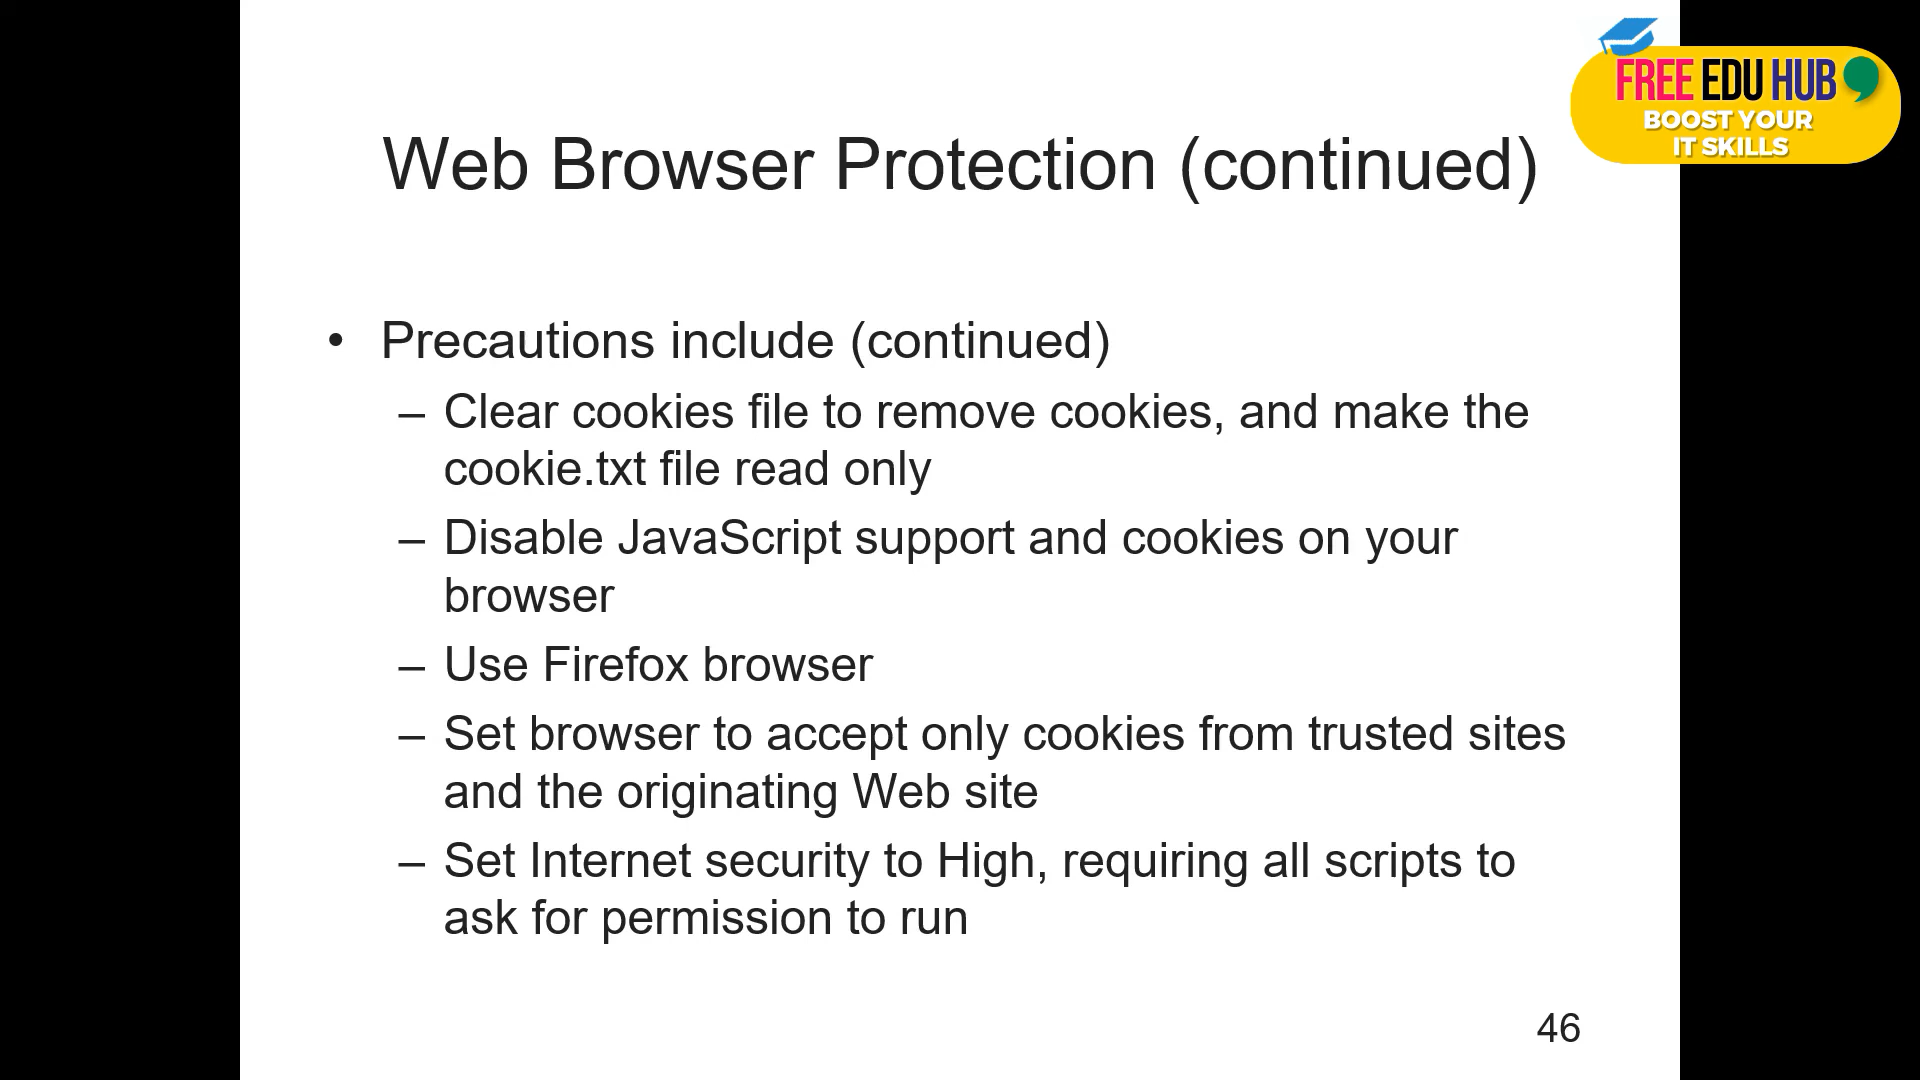 FREE EDU HUB
BOOST YOUR
IT SKILLS
Web Browser Protection (continued)
• Precautions include (continued)
– Clear cookies file to remove cookies, and make the
cookie.txt file read only
– Disable JavaScript support and cookies on your
browser
– Use Firefox browser
– Set browser to accept only cookies from trusted sites
and the originating Web site
– Set Internet security to High, requiring all scripts to
ask for permission to run
46